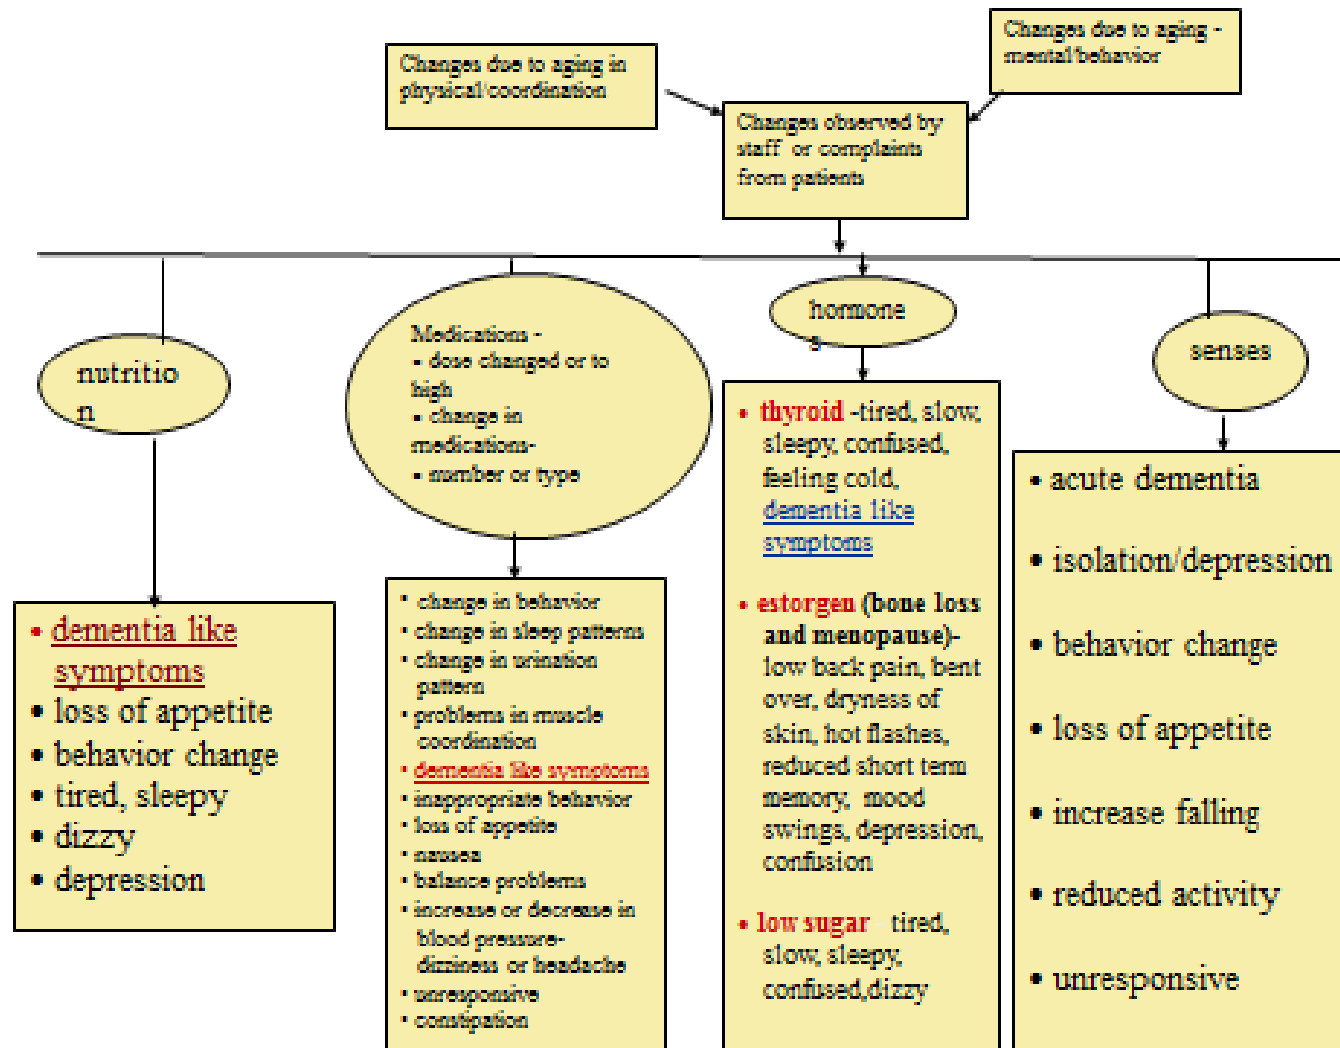 Changes due to aging in
physical/coordination
Changes due to aging -
mental/behavior
Changes observed by
staff or complaints
from patients
nutritio
n
Medications -
- dose changed or to
high
- change in
medications-
- number or type
hormone
s
senses
• dementia like
symptoms
• loss of appetite
• behavior change
• tired, sleepy
• dizzy
• depression
• change in behavior
• change in sleep patterns
• change in urination
pattern
• problems in muscle
coordination
• dementia like symptoms
• inappropriate behavior
• loss of appetite
• nausea
• balance problems
• increase or decrease in
blood pressure-
dizziness or headache
• unresponsive
• constipation
• thyroid -tired, slow,
sleepy, confused,
feeling cold,
dementia like
symptoms
• estorgen (bone loss
and menopause)-
low back pain, bent
over, dryness of
skin, hot flashes,
reduced short term
memory, mood
swings, depression,
confusion
• low sugar - tired,
slow, sleepy,
confused,dizzy
• acute dementia
• isolation/depression
• behavior change
• loss of appetite
• increase falling
• reduced activity
• unresponsive